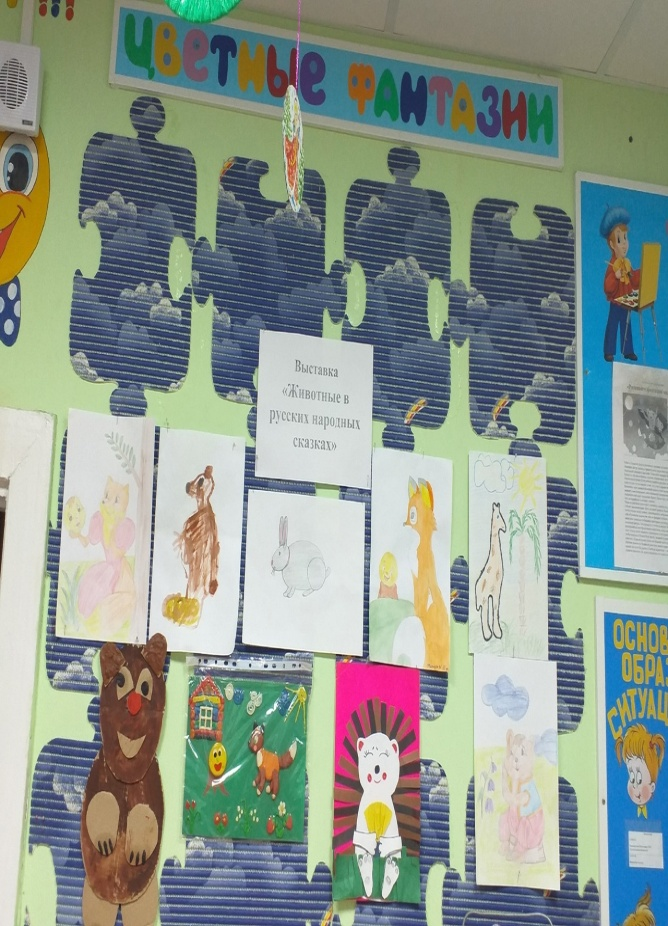 ЦВЕТНЫЕ ФАНТАЗИИ
Выставка
«Животные в
русских народных
сказках»
ОСНОВ
ОБРАЗ
СИТУАЦ